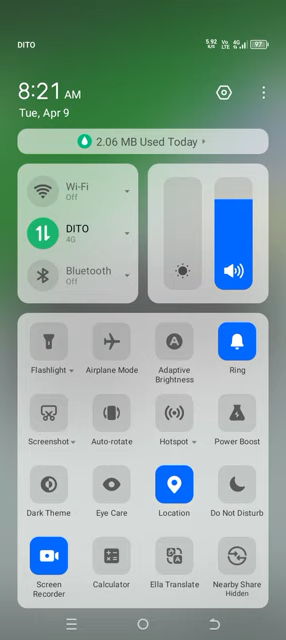 DITO
5.92 K/S Vo LTE 4G 97
8:21 AM
Tue, Apr 9
2.06 MB Used Today
Wi-Fi
Off
DITO
4G
Bluetooth
Off
Flashlight Airplane Mode Adaptive Brightness Ring
Screenshot Auto-rotate Hotspot Power Boost
Dark Theme Eye Care Location Do Not Disturb
Screen Recorder Calculator Ella Translate Nearby Share
Hidden